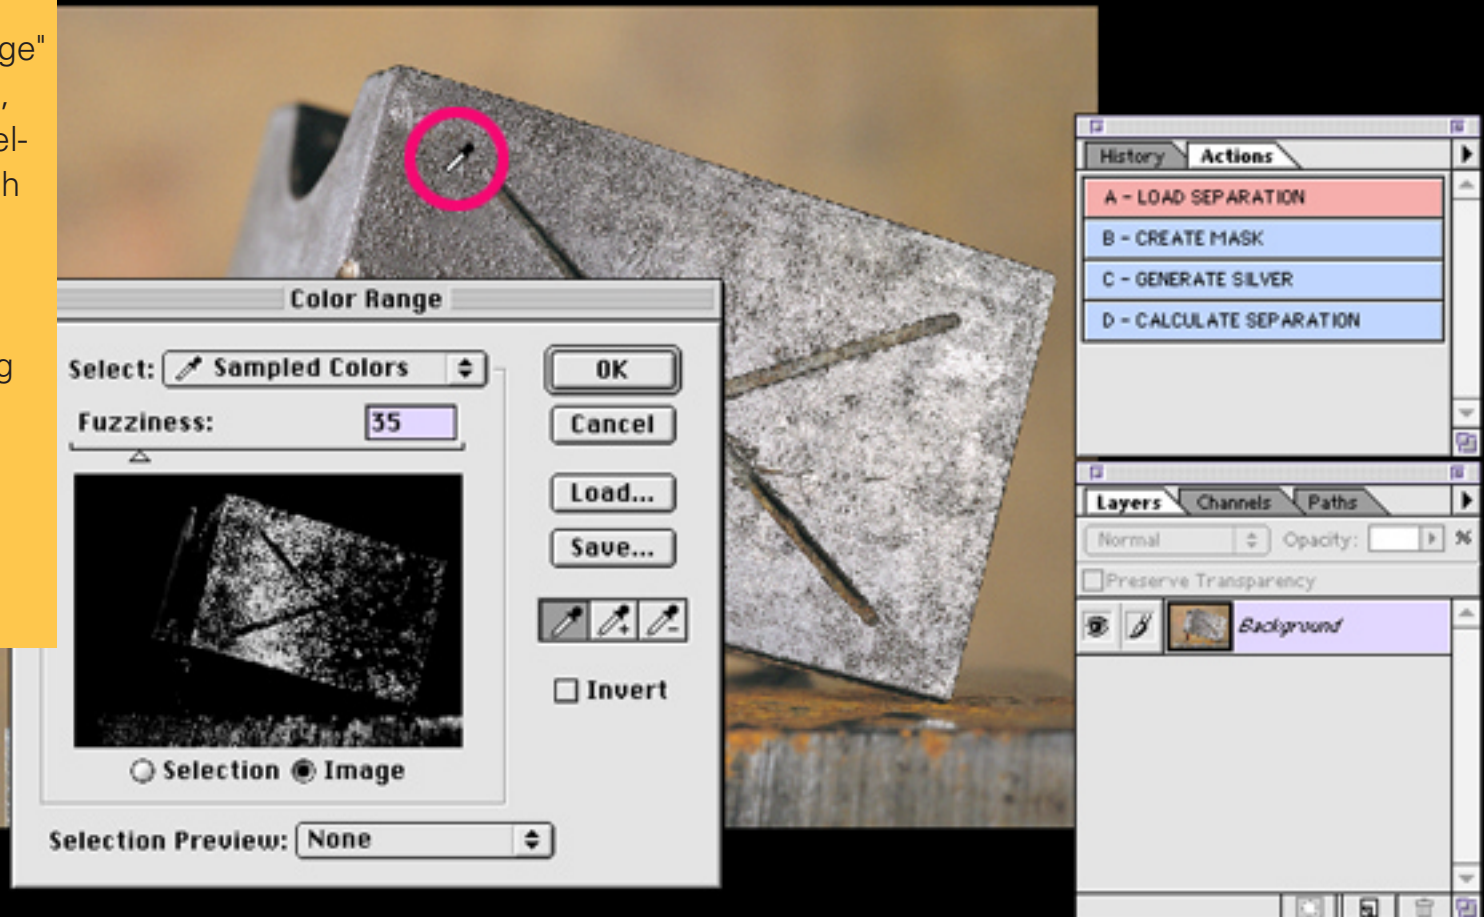 ge"
,
el-
h
g
Color Range
Select: Sampled Colors
Fuzziness: 35
OK
Cancel
Load...
Save...
Invert
Selection Image
Selection Preview: None
History Actions
A - LOAD SEPARATION
B - CREATE MASK
C - GENERATE SILVER
D - CALCULATE SEPARATION
Layers Channels Paths
Normal Opacity: %
Preserve Transparency
Background